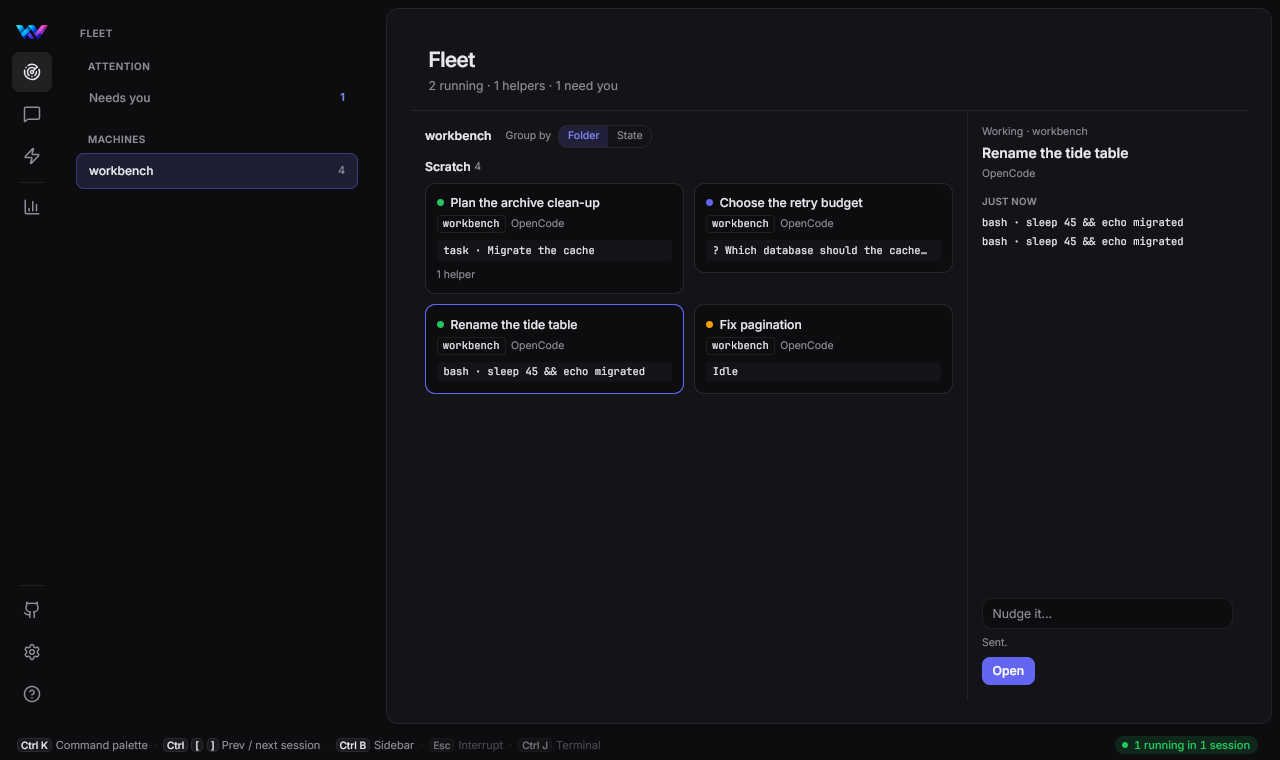 FLEET
ATTENTION
Needs you 1
MACHINES
workbench 4
Fleet
2 running · 1 helpers · 1 need you
workbench Group by Folder State
Scratch 4
Plan the archive clean-up
workbench OpenCode
task · Migrate the cache
1 helper
Choose the retry budget
workbench OpenCode
? Which database should the cache…
Rename the tide table
workbench OpenCode
bash · sleep 45 && echo migrated
Fix pagination
workbench OpenCode
Idle
Working · workbench
Rename the tide table
OpenCode
JUST NOW
bash · sleep 45 && echo migrated
bash · sleep 45 && echo migrated
Nudge it...
Sent.
Open
Ctrl K Command palette · Ctrl [ ] Prev / next session · Ctrl B Sidebar · Esc Interrupt · Ctrl J Terminal
1 running in 1 session